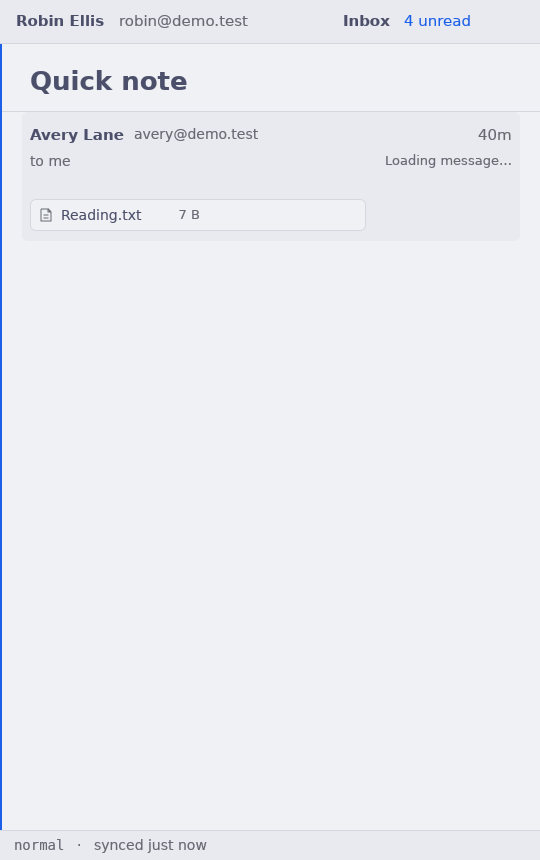 Robin Ellis robin@demo.test Inbox 4 unread
Quick note
Avery Lane avery@demo.test 40m
to me Loading message...
Reading.txt 7 B
normal · synced just now